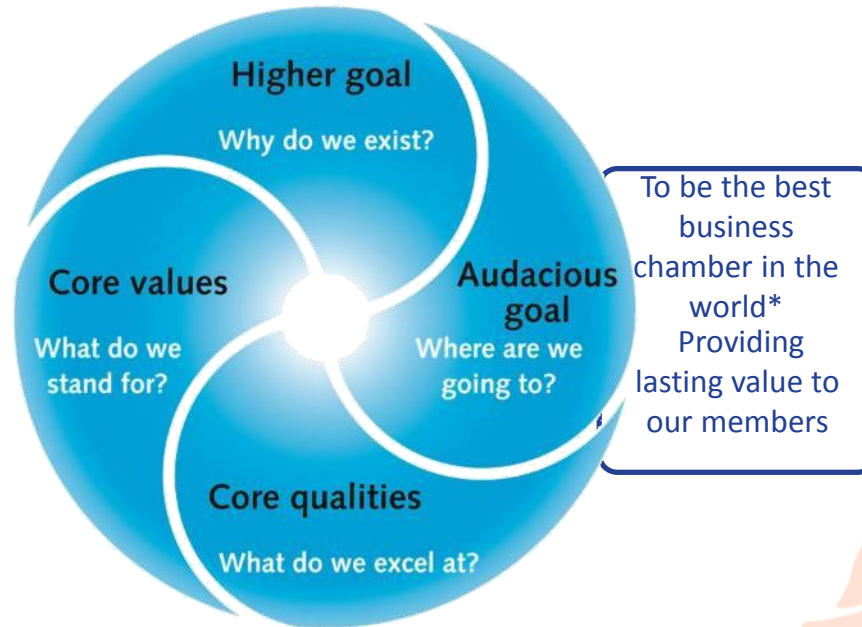 Higher goal
Why do we exist?
Audacious
goal
Where are we
going to?
To be the best
business
chamber in the
world*
Providing
lasting value to
our members
Core qualities
What do we excel at?
Core values
What do we
stand for?